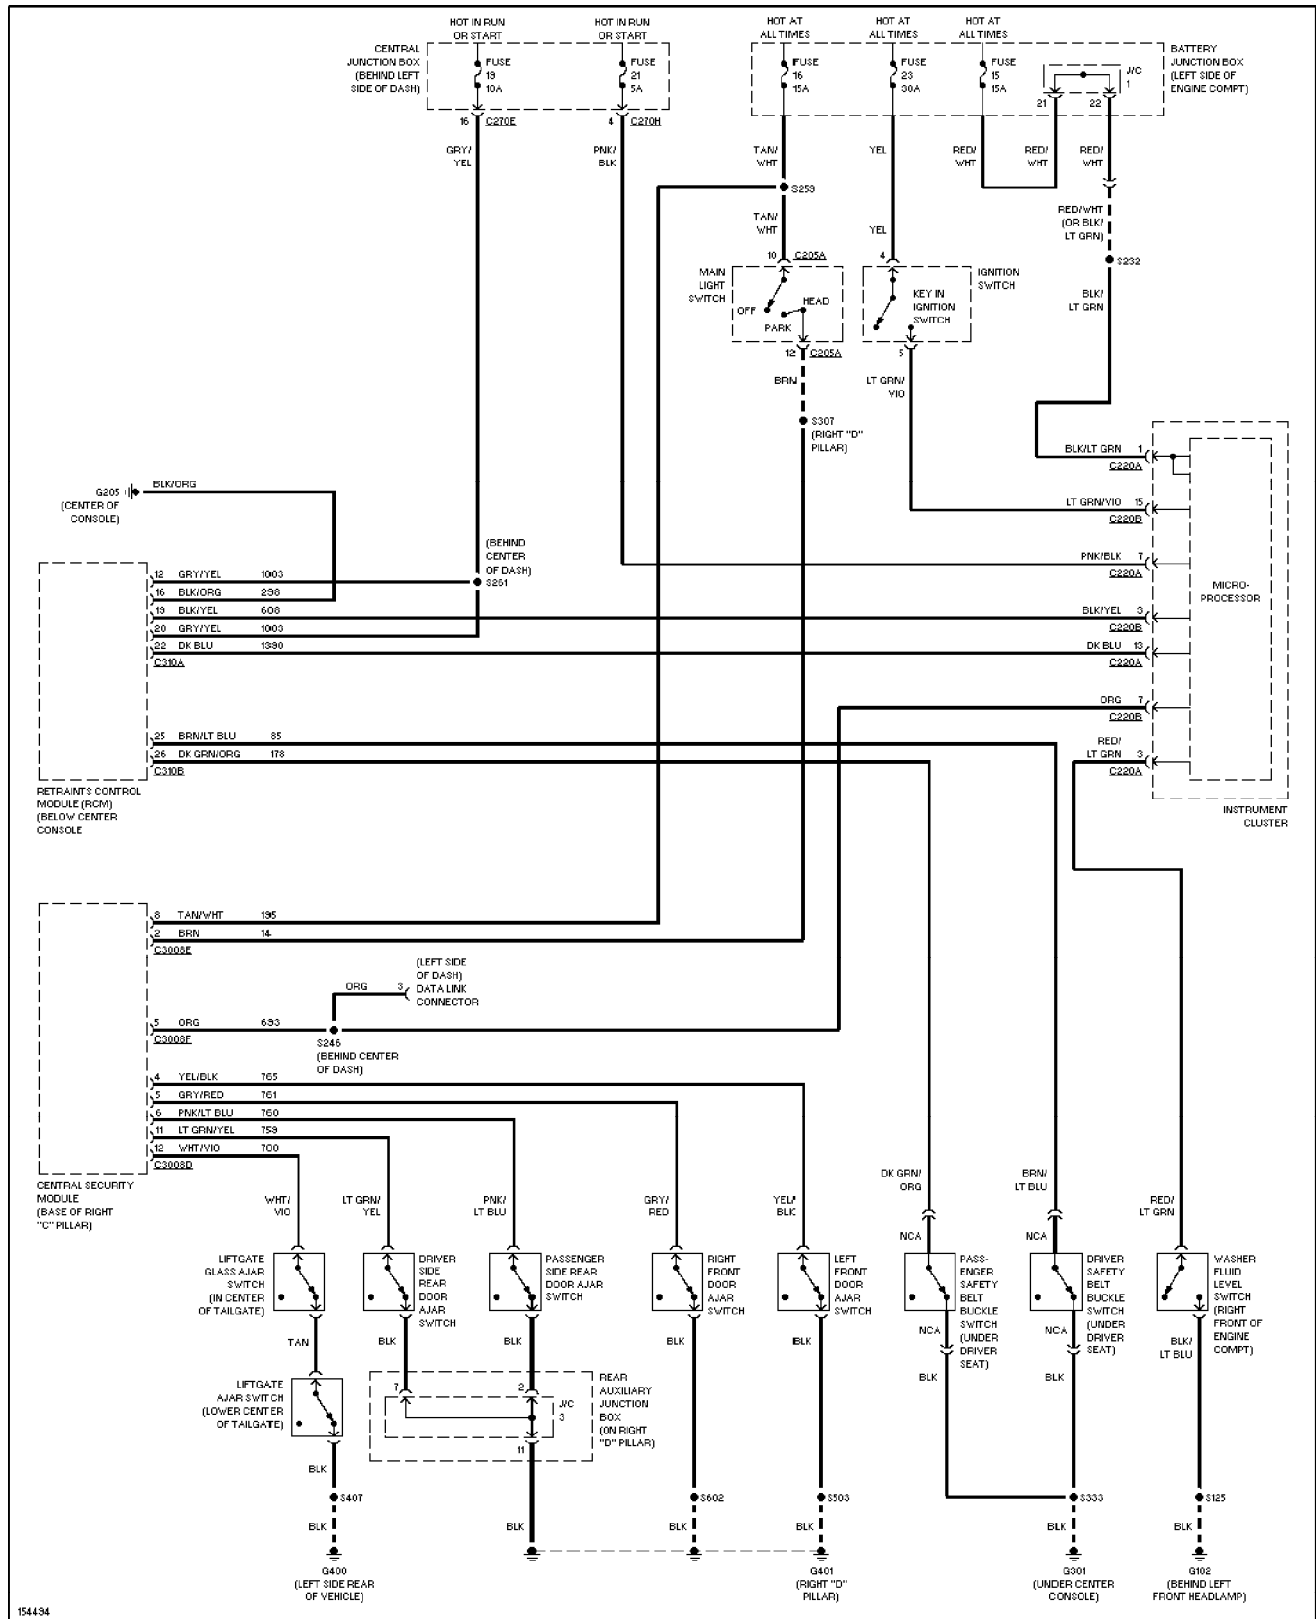 HOT IN RUN
OR START
HOT IN RUN
OR START
HOT AT
ALL TIMES
HOT AT
ALL TIMES
HOT AT
ALL TIMES
CENTRAL
JUNCTION BOX
(BEHIND LEFT
SIDE OF DASH)
FUSE
19
10A
FUSE
21
5A
FUSE
16
15A
FUSE
23
30A
FUSE
15
15A
J/C
1
21
22
BATTERY
JUNCTION BOX
(LEFT SIDE OF
ENGINE COMPT)
16
C270E
4
C270H
GRY/
YEL
PNK/
BLK
TAN/
WHT
YEL
RED/
WHT
RED/
WHT
RED/
WHT
S259
TAN/
WHT
YEL
RED/WHT
(OR BLK/
LT GRN)
S232
10
C205A
4
MAIN
LIGHT
SWITCH
OFF
HEAD
PARK
KEY IN
IGNITION
SWITCH
IGNITION
SWITCH
BLK/
LT GRN
12
C205A
5
BRN
LT GRN/
VIO
S307
(RIGHT "D"
PILLAR)
BLK/LT GRN 1
C220A
G205
(CENTER OF
CONSOLE)
BLK/ORG
LT GRN/VIO 15
C220B
(BEHIND
CENTER
OF DASH)
S261
PNK/BLK 7
C220A
MICRO-
PROCESSOR
12 GRY/YEL 1003
16 BLK/ORG 298
19 BLK/YEL 608
20 GRY/YEL 1003
22 DK BLU 1390
C310A
BLK/YEL 3
C220B
DK BLU 13
C220A
ORG 7
C220B
25 BRN/LT BLU 85
26 DK GRN/ORG 178
C310B
RED/
LT GRN 3
C220A
RETRAINTS CONTROL
MODULE (RCM)
(BELOW CENTER
CONSOLE
INSTRUMENT
CLUSTER
8 TAN/WHT 195
2 BRN 14
C3008E
(LEFT SIDE
OF DASH)
DATA LINK
CONNECTOR
ORG 3
5 ORG 693
C3008F
S246
(BEHIND CENTER
OF DASH)
4 YEL/BLK 765
5 GRY/RED 761
6 PNK/LT BLU 760
11 LT GRN/YEL 759
12 WHT/VIO 700
C3008D
CENTRAL SECURITY
MODULE
(BASE OF RIGHT
"C" PILLAR)
WHT/
VIO
LT GRN/
YEL
PNK/
LT BLU
GRY/
RED
YEL/
BLK
DK GRN/
ORG
BRN/
LT BLU
RED/
LT GRN
NCA
NCA
LIFTGATE
GLASS AJAR
SWITCH
(IN CENTER
OF TAILGATE)
DRIVER
SIDE
REAR
DOOR
AJAR
SWITCH
PASSENGER
SIDE REAR
DOOR AJAR
SWITCH
RIGHT
FRONT
DOOR
AJAR
SWITCH
LEFT
FRONT
DOOR
AJAR
SWITCH
PASS-
ENGER
SAFETY
BELT
BUCKLE
SWITCH
(UNDER
DRIVER
SEAT)
DRIVER
SAFETY
BELT
BUCKLE
SWITCH
(UNDER
DRIVER
SEAT)
WASHER
FLUID
LEVEL
SWITCH
(RIGHT
FRONT OF
ENGINE
COMPT)
TAN
BLK
BLK
BLK
BLK
NCA
NCA
BLK/
LT BLU
BLK
BLK
LIFTGATE
AJAR SWITCH
(LOWER CENTER
OF TAILGATE)
7
2
J/C
3
11
REAR
AUXILIARY
JUNCTION
BOX
(ON RIGHT
"D" PILLAR)
BLK
S407
S602
S503
S333
S125
BLK
BLK
BLK
BLK
BLK
BLK
G400
(LEFT SIDE REAR
OF VEHICLE)
G401
(RIGHT "D"
PILLAR)
G301
(UNDER CENTER
CONSOLE)
G102
(BEHIND LEFT
FRONT HEADLAMP)
154494